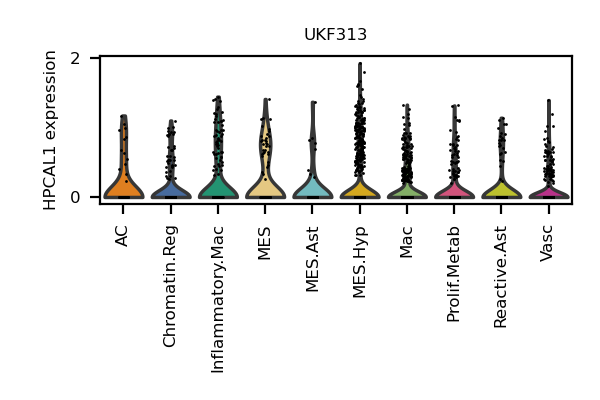 UKF313
HPCAL1 expression
2
0
AC
Chromatin.Reg
Inflammatory.Mac
MES
MES.Ast
MES.Hyp
Mac
Prolif.Metab
Reactive.Ast
Vasc